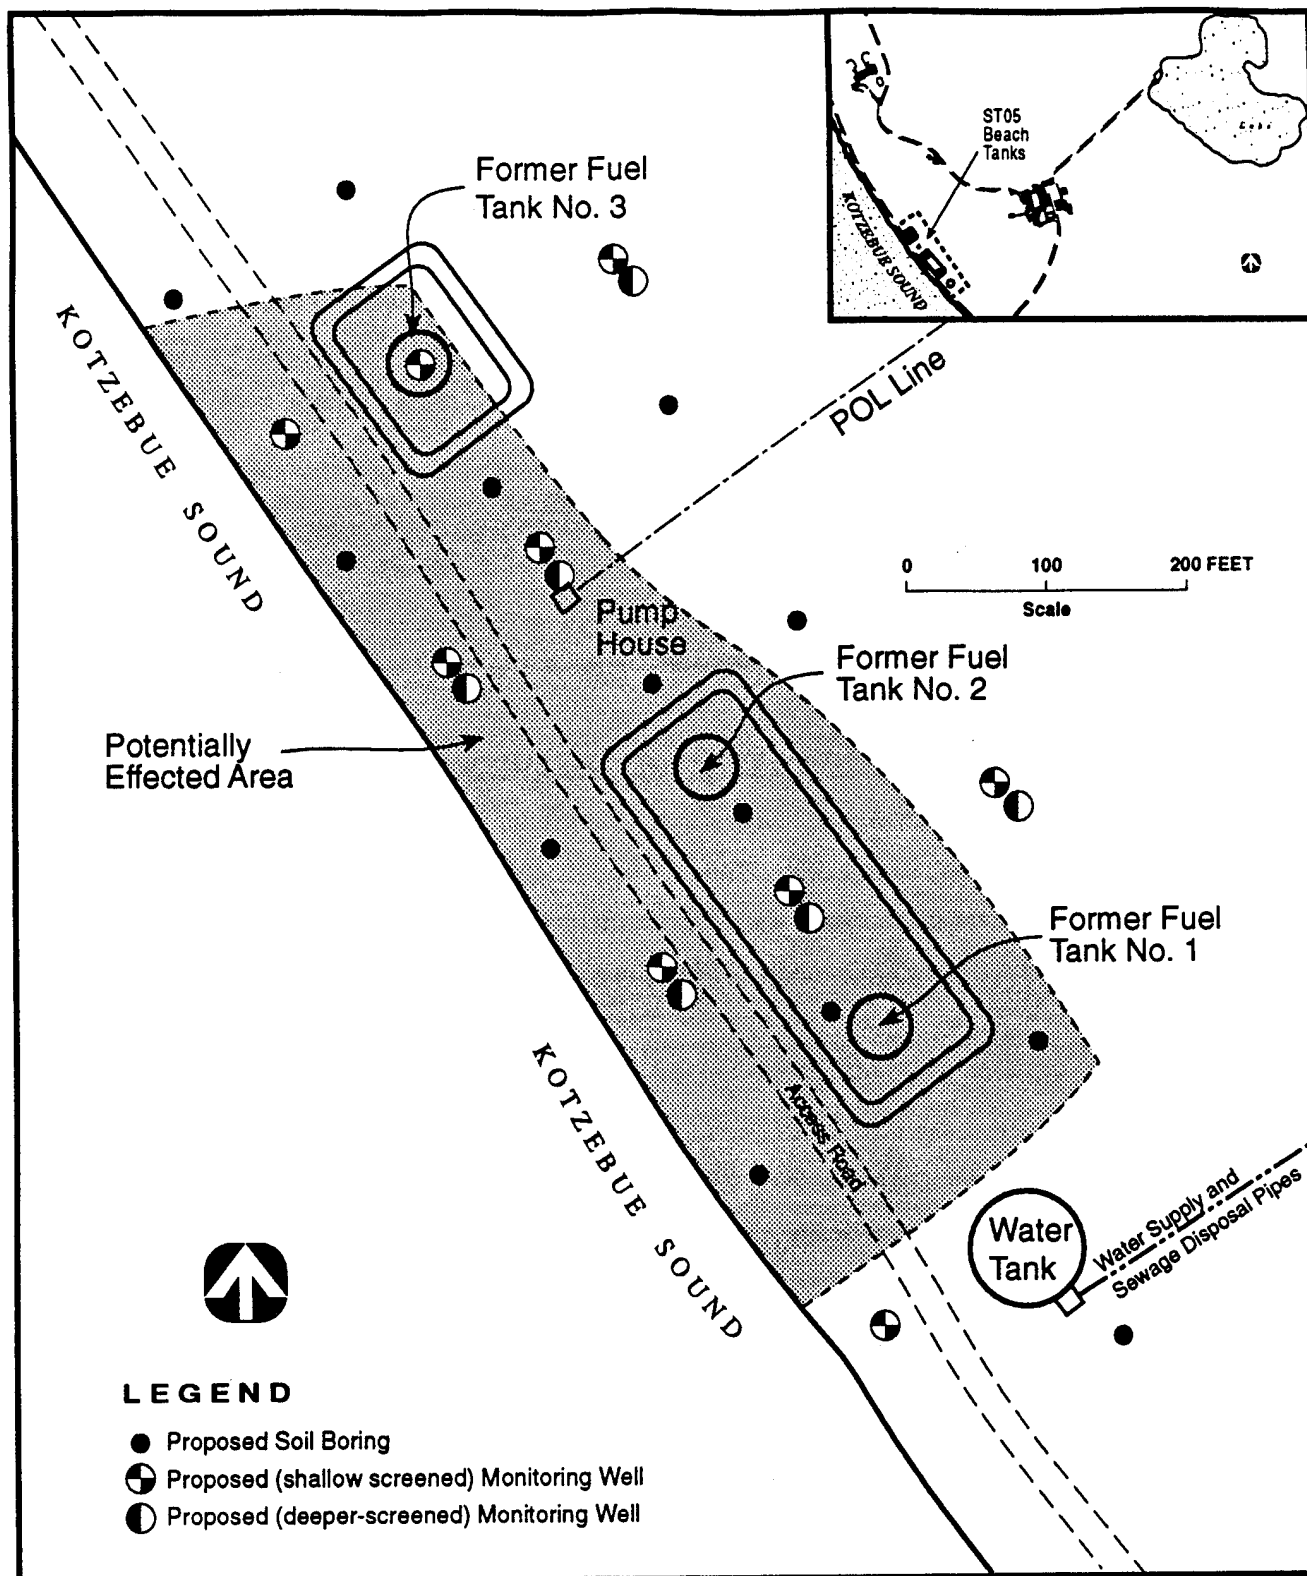 ST05
Beach
Tanks
KOTZEBUE SOUND
Former Fuel
Tank No. 3
POL Line
KOTZEBUE SOUND
0 100 200 FEET
Scale
Pump
House
Former Fuel
Tank No. 2
Potentially
Effected Area
Former Fuel
Tank No. 1
KOTZEBUE SOUND
Access Road
Water
Tank
Water Supply and
Sewage Disposal Pipes
LEGEND
Proposed Soil Boring
Proposed (shallow screened) Monitoring Well
Proposed (deeper-screened) Monitoring Well